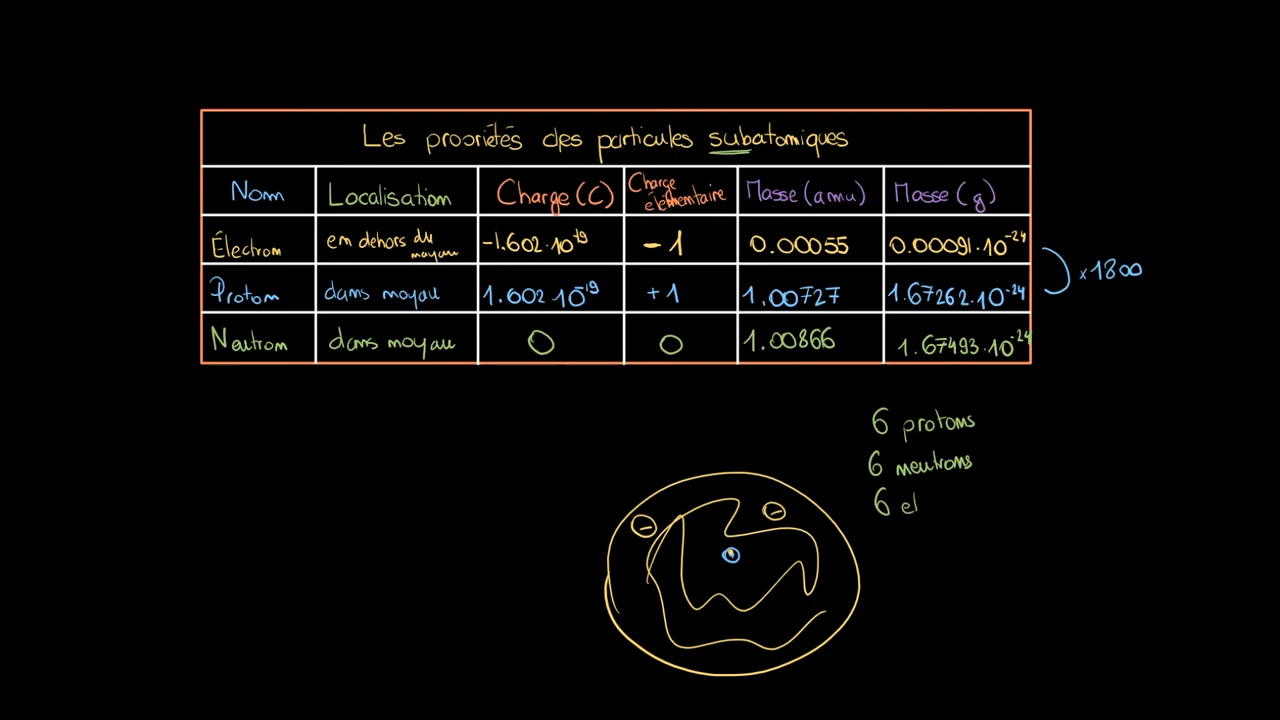 Les propriétés des particules subatomiques
Nom Localisation Charge (C) Charge élémentaire Masse (amu) Masse (g)
Électron en dehors du noyau -1.602·10⁻¹⁹ -1 0.00055 0.00091·10⁻²⁴
Proton dans noyau 1.602·10⁻¹⁹ +1 1.00727 1.67262·10⁻²⁴
×1800
Neutron dans noyau 0 0 1.00866 1.67493·10⁻²⁴
6 protons
6 neutrons
6 el